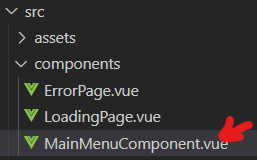 src
assets
components
ErrorPage.vue
LoadingPage.vue
MainMenuComponent.vue